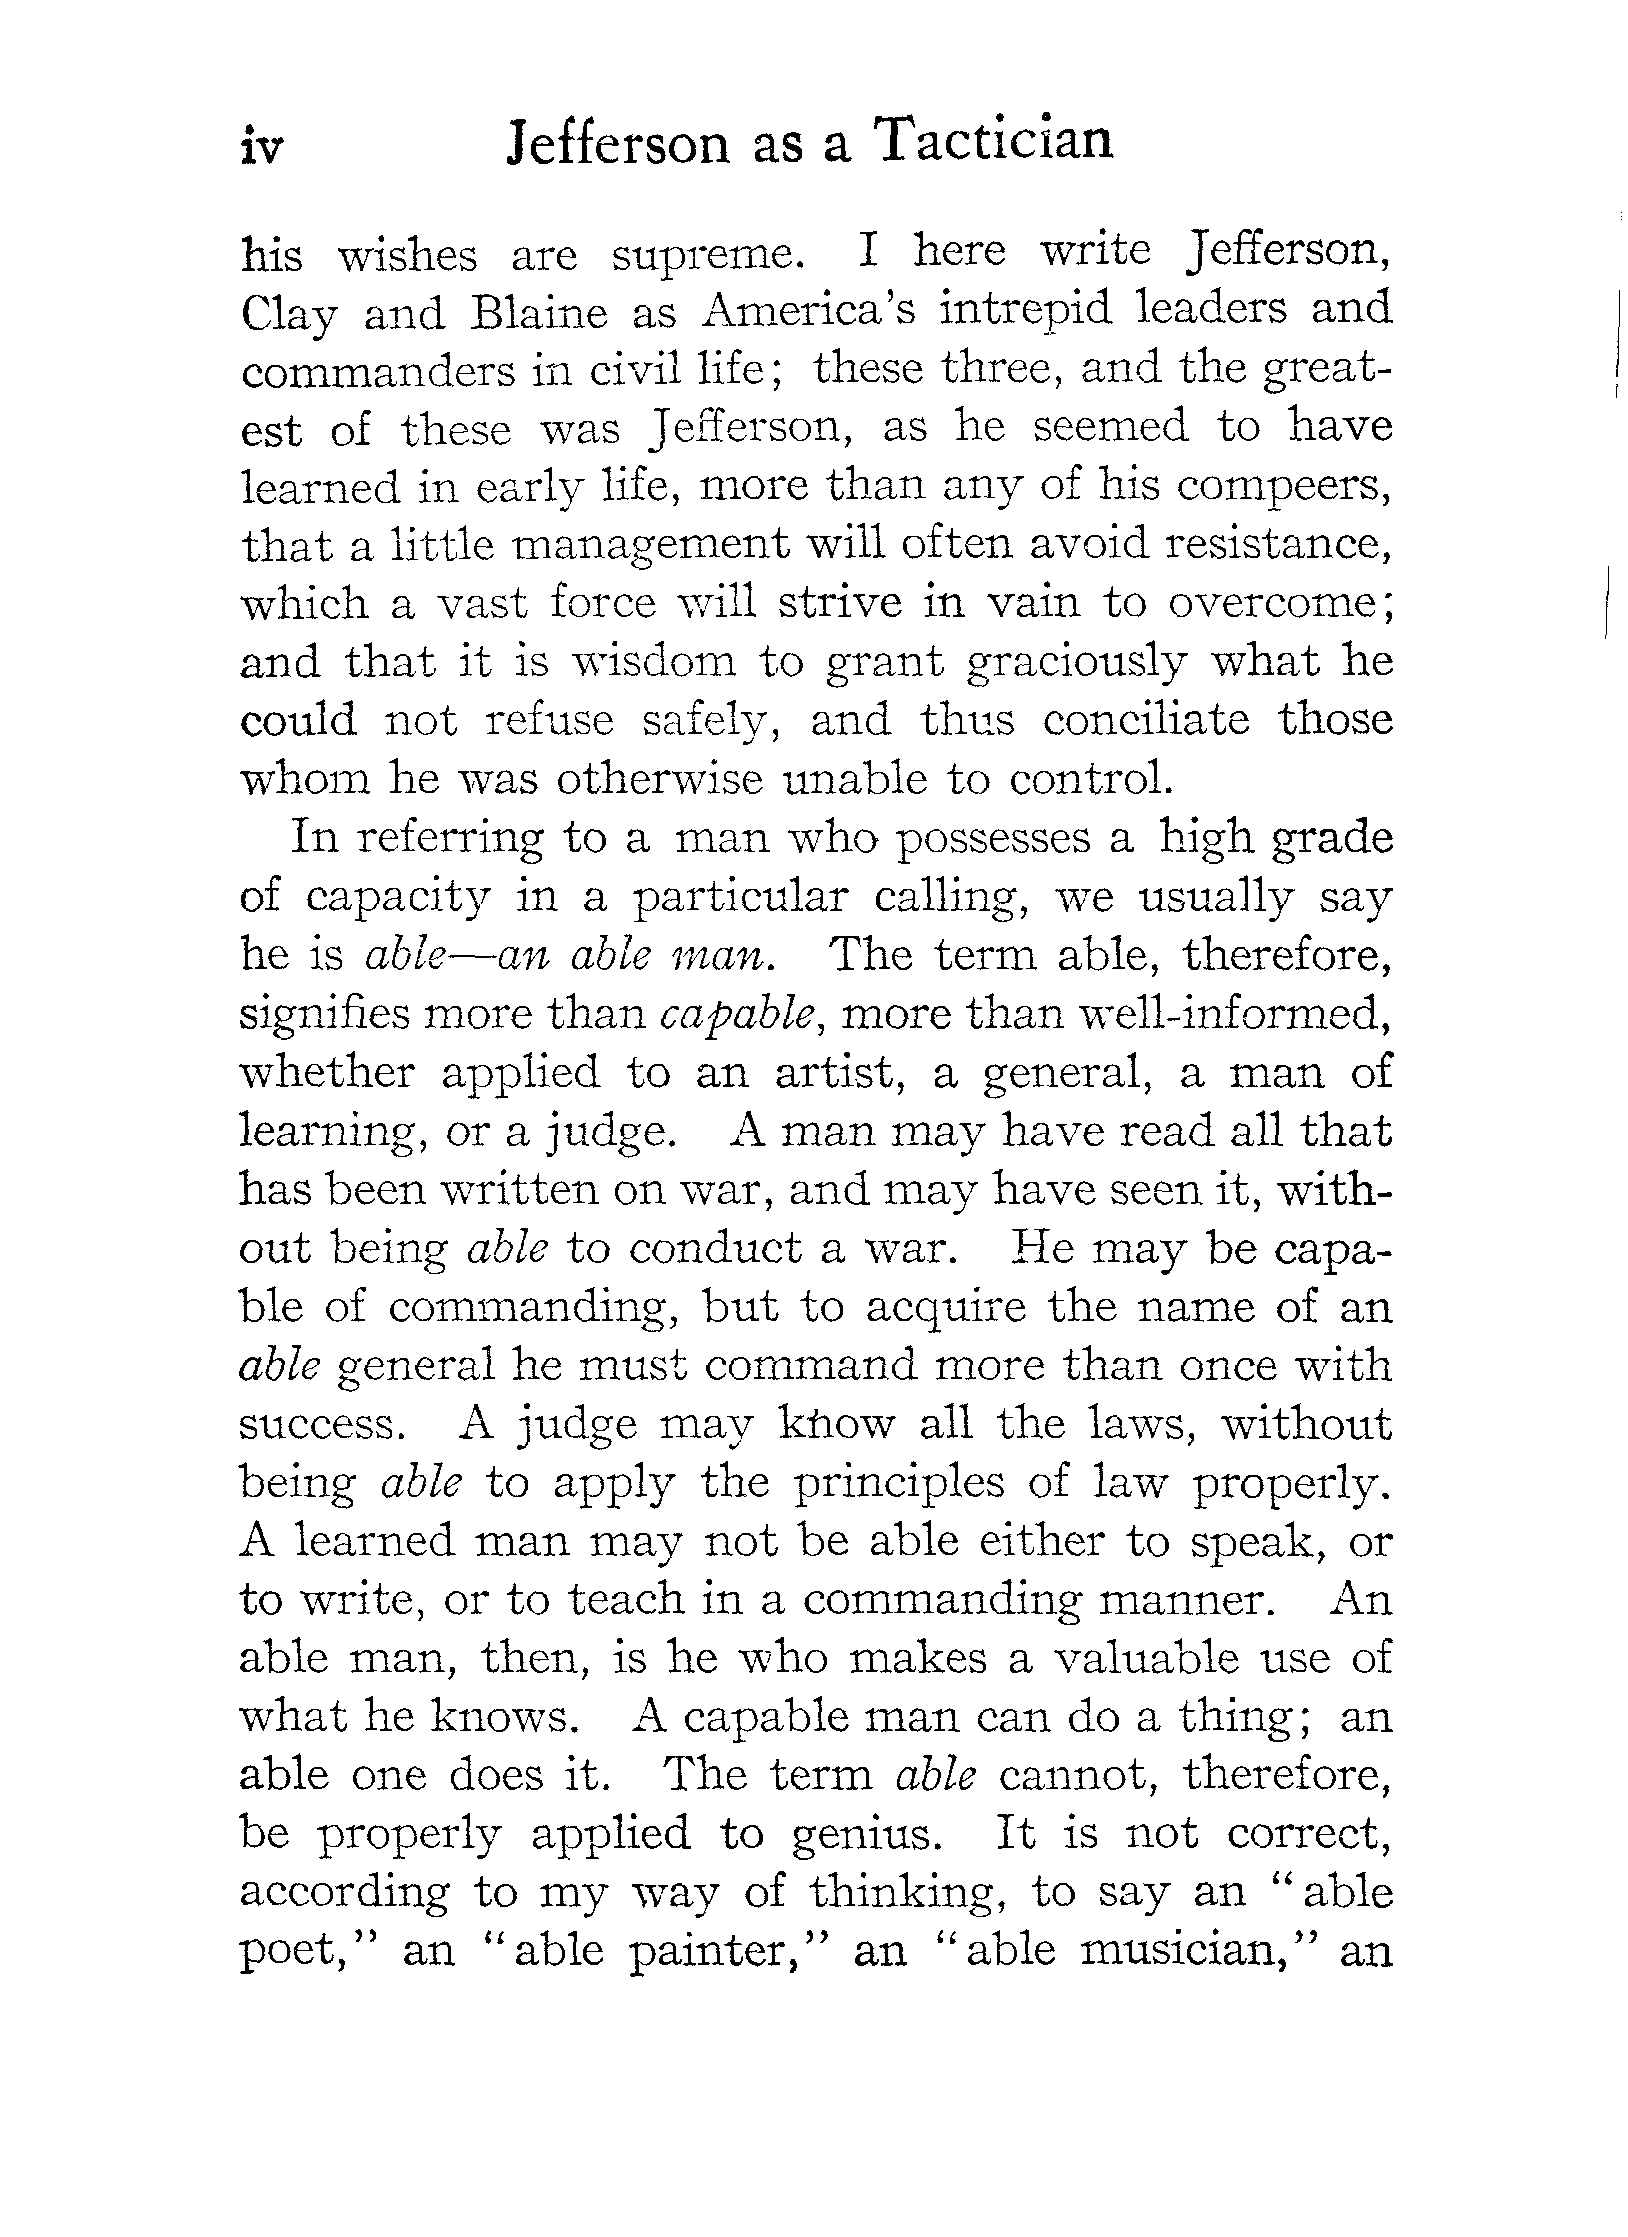 iv Jefferson as a Tactician
his wishes are supreme. I here write Jefferson,
Clay and Blaine as America's intrepid leaders and
commanders in civil life; these three, and the great-
est of these was Jefferson, as he seemed to have
learned in early life, more than any of his compeers,
that a little management will often avoid resistance,
which a vast force will strive in vain to overcome;
and that it is wisdom to grant graciously what he
could not refuse safely, and thus conciliate those
whom he was otherwise unable to control.
In referring to a man who possesses a high grade
of capacity in a particular calling, we usually say
he is able—an able man. The term able, therefore,
signifies more than capable, more than well-informed,
whether applied to an artist, a general, a man of
learning, or a judge. A man may have read all that
has been written on war, and may have seen it, with-
out being able to conduct a war. He may be capa-
ble of commanding, but to acquire the name of an
able general he must command more than once with
success. A judge may know all the laws, without
being able to apply the principles of law properly.
A learned man may not be able either to speak, or
to write, or to teach in a commanding manner. An
able man, then, is he who makes a valuable use of
what he knows. A capable man can do a thing; an
able one does it. The term able cannot, therefore,
be properly applied to genius. It is not correct,
according to my way of thinking, to say an "able
poet," an "able painter," an "able musician," an